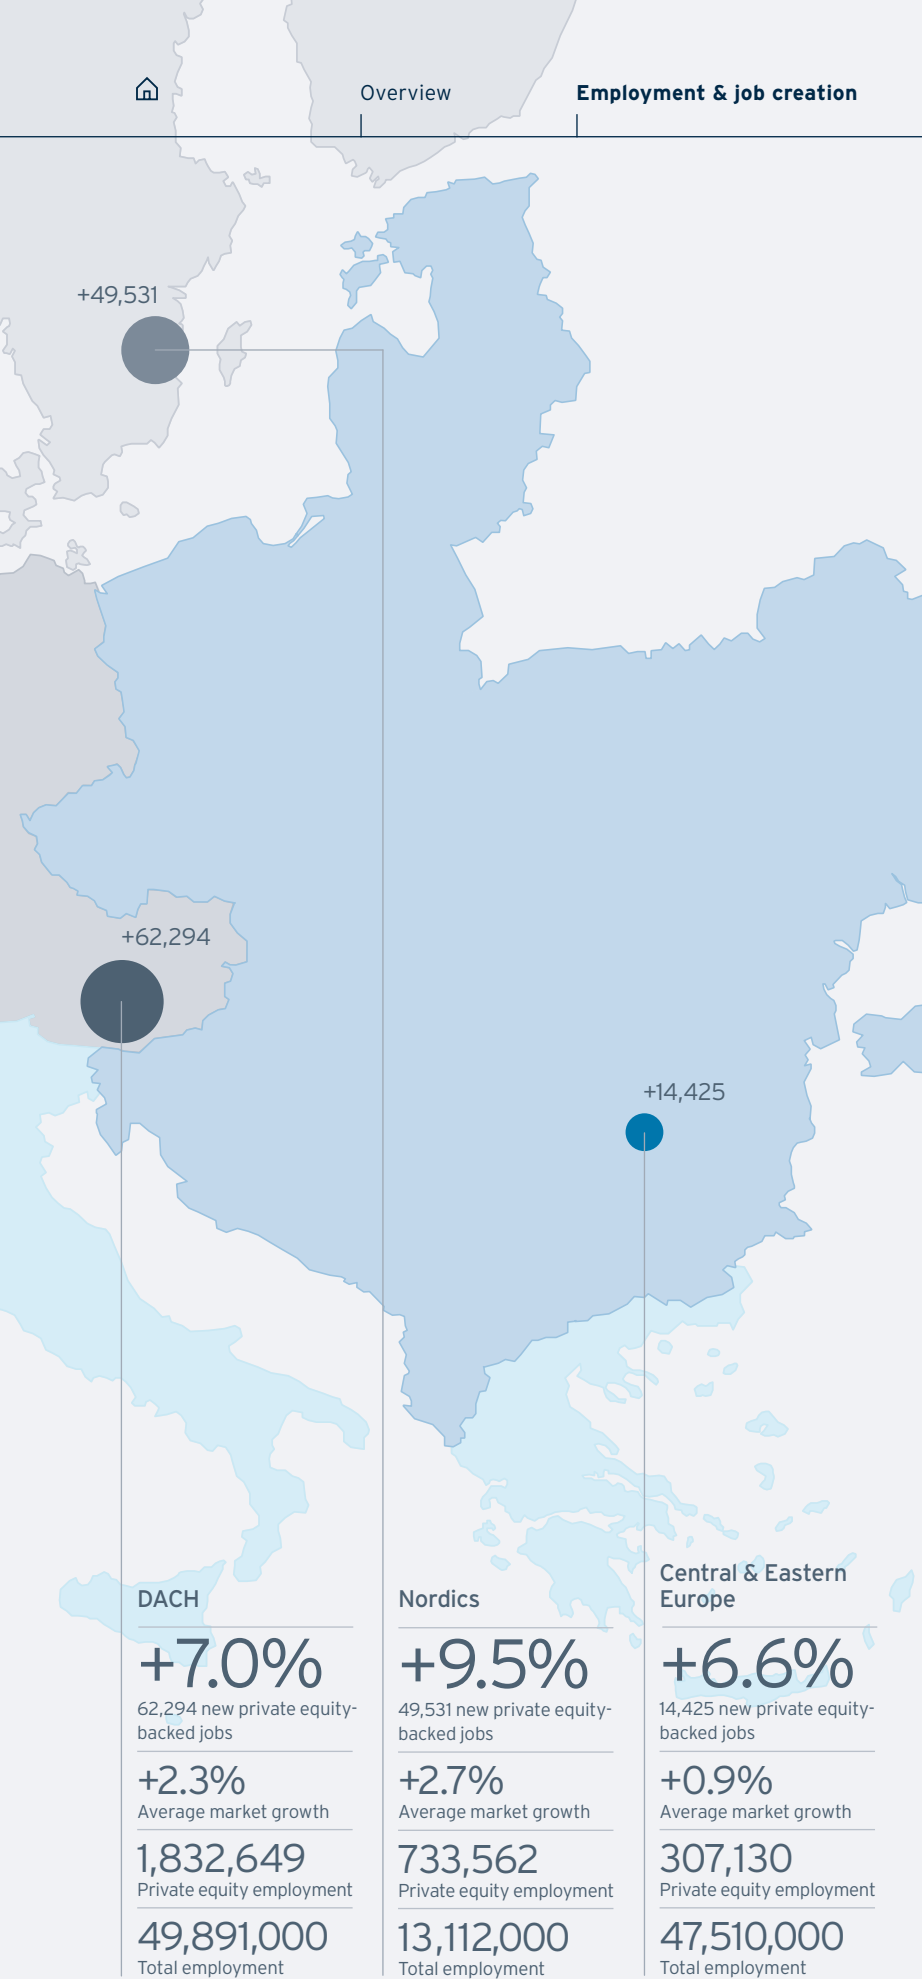 Overview
Employment & job creation
+49,531
+62,294
+14,425
DACH
+7.0%
62,294 new private equity-
backed jobs
+2.3%
Average market growth
1,832,649
Private equity employment
49,891,000
Total employment
Nordics
+9.5%
49,531 new private equity-
backed jobs
+2.7%
Average market growth
733,562
Private equity employment
13,112,000
Total employment
Central & Eastern
Europe
+6.6%
14,425 new private equity-
backed jobs
+0.9%
Average market growth
307,130
Private equity employment
47,510,000
Total employment